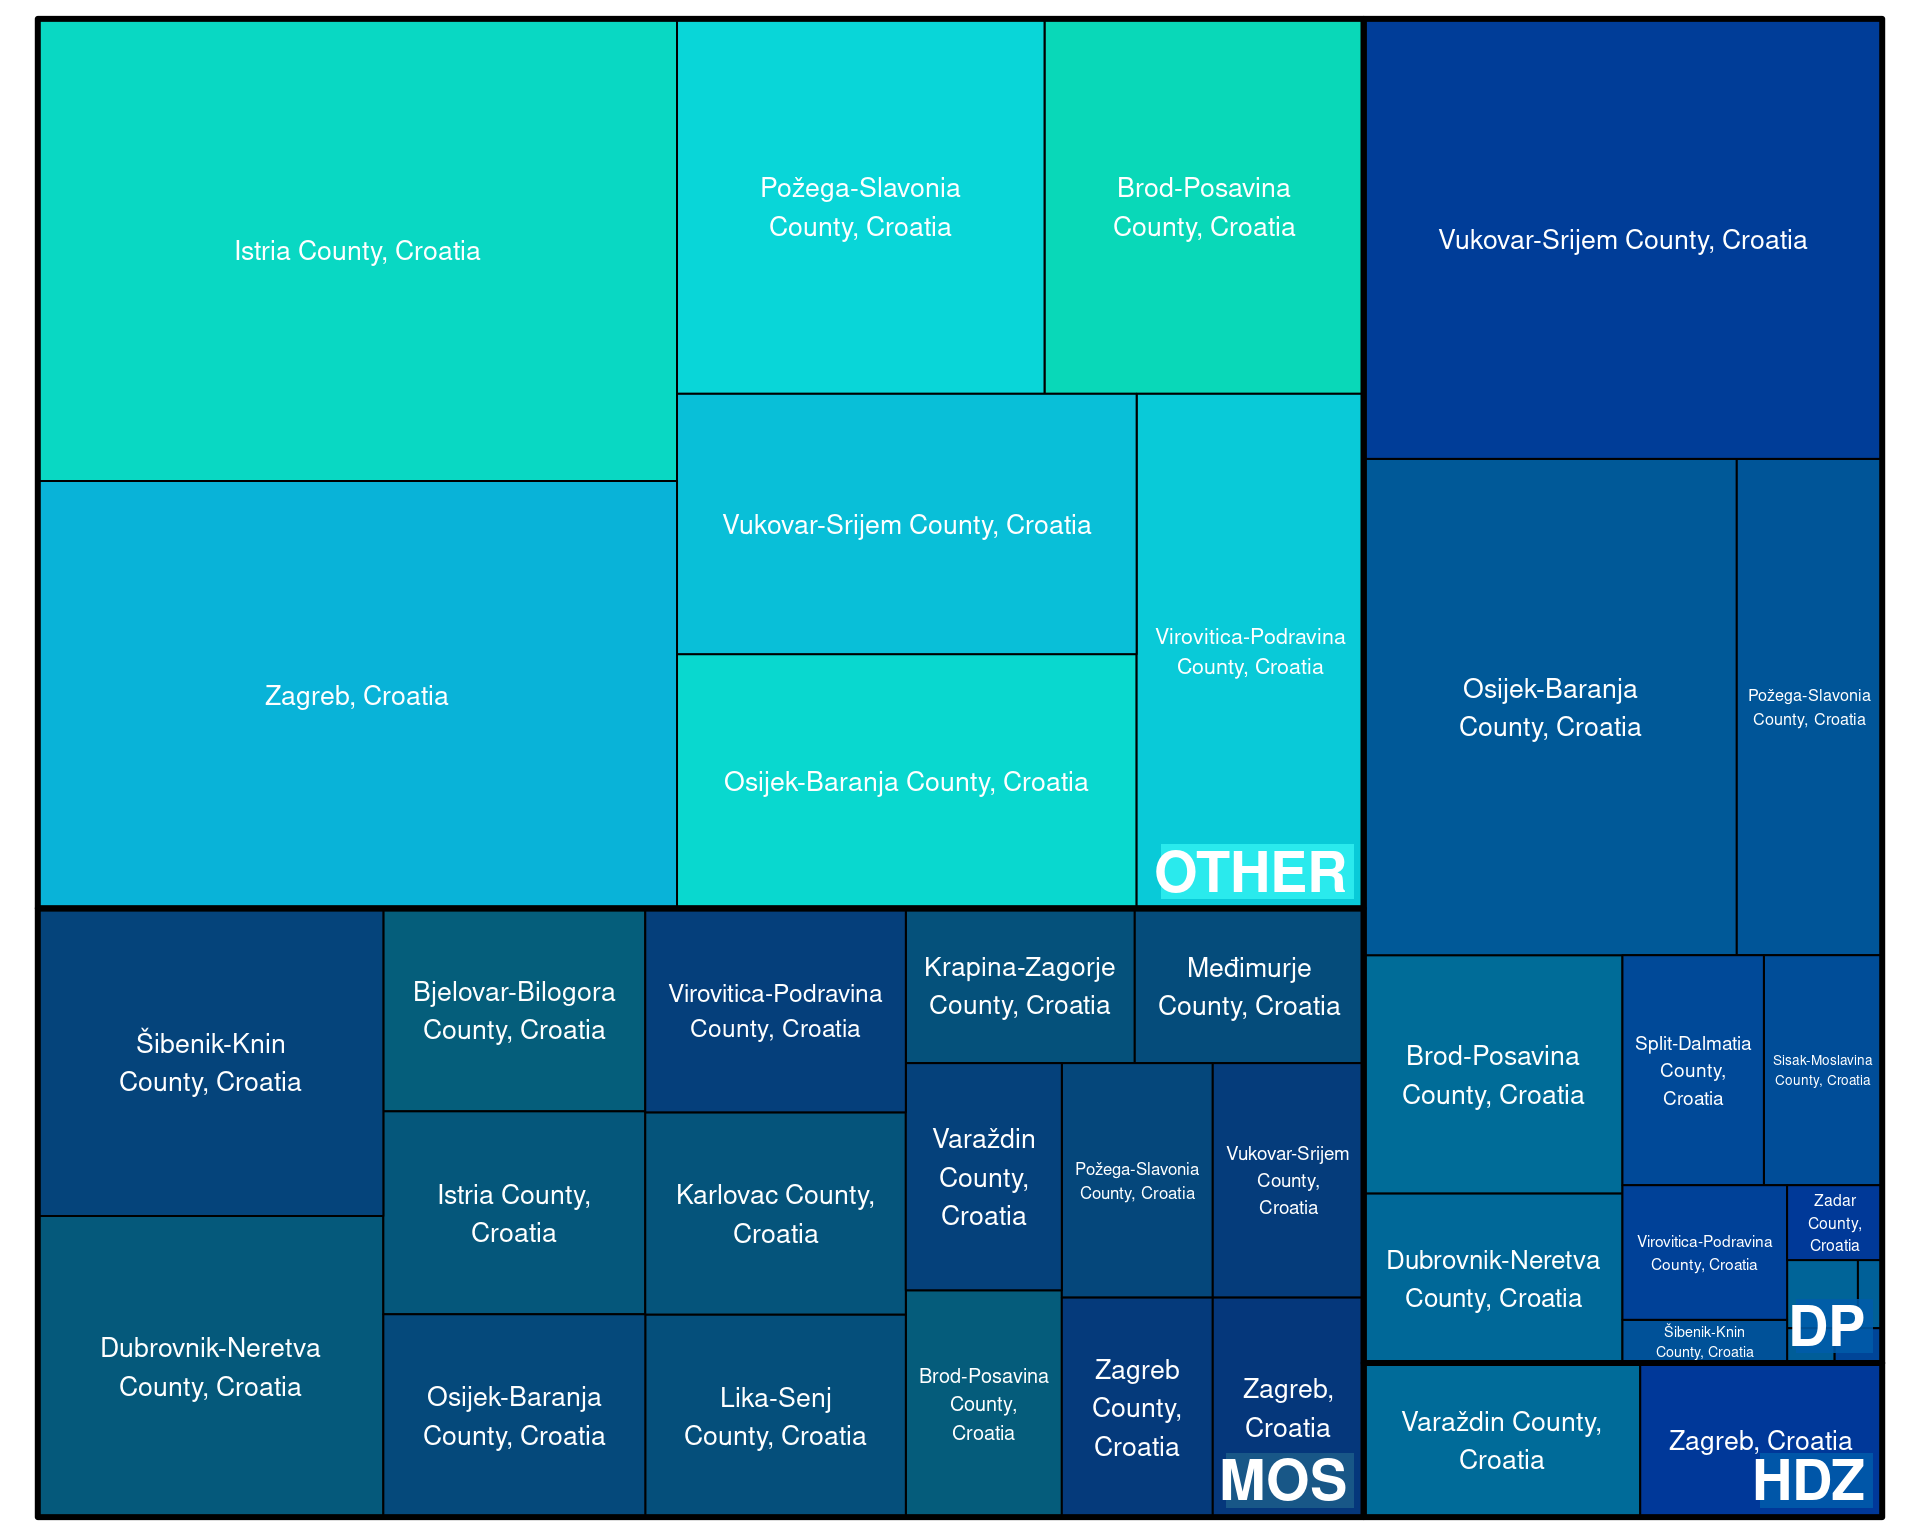 Istria County, Croatia
Požega-Slavonia
County, Croatia
Brod-Posavina
County, Croatia
Vukovar-Srijem County, Croatia
Zagreb, Croatia
Vukovar-Srijem County, Croatia
Virovitica-Podravina
County, Croatia
Osijek-Baranja County, Croatia
OTHER
Osijek-Baranja
County, Croatia
Požega-Slavonia
County, Croatia
Šibenik-Knin
County, Croatia
Bjelovar-Bilogora
County, Croatia
Virovitica-Podravina
County, Croatia
Krapina-Zagorje
County, Croatia
Međimurje
County, Croatia
Dubrovnik-Neretva
County, Croatia
Istria County,
Croatia
Karlovac County,
Croatia
Varaždin
County,
Croatia
Požega-Slavonia
County, Croatia
Vukovar-Srijem
County,
Croatia
Osijek-Baranja
County, Croatia
Lika-Senj
County, Croatia
Brod-Posavina
County,
Croatia
Zagreb
County,
Croatia
Zagreb,
Croatia
MOS
Brod-Posavina
County, Croatia
Split-Dalmatia
County,
Croatia
Sisak-Moslavina
County, Croatia
Dubrovnik-Neretva
County, Croatia
Virovitica-Podravina
County, Croatia
Zadar
County,
Croatia
Šibenik-Knin
County, Croatia
DP
Varaždin County,
Croatia
Zagreb, Croatia
HDZ